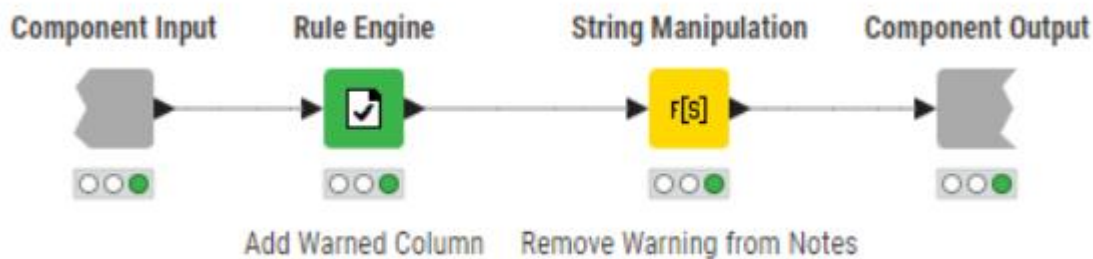 Component Input Rule Engine String Manipulation Component Output
F[S]
Add Warned Column Remove Warning from Notes